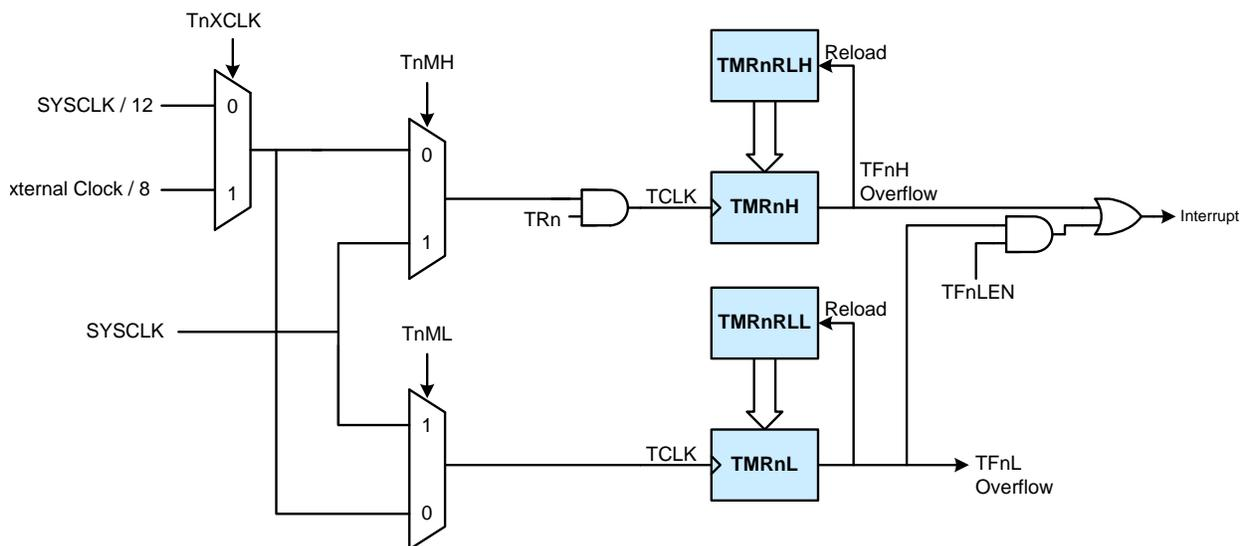 TnXCLK
SYSCLK / 12
0
xternal Clock / 8
1
TnMH
0
1
TRn
TCLK
TMRnRLH
Reload
TMRnH
TFnH
Overflow
Interrupt
TFnLEN
SYSCLK
TnML
1
0
TCLK
TMRnRLL
Reload
TMRnL
TFnL
Overflow